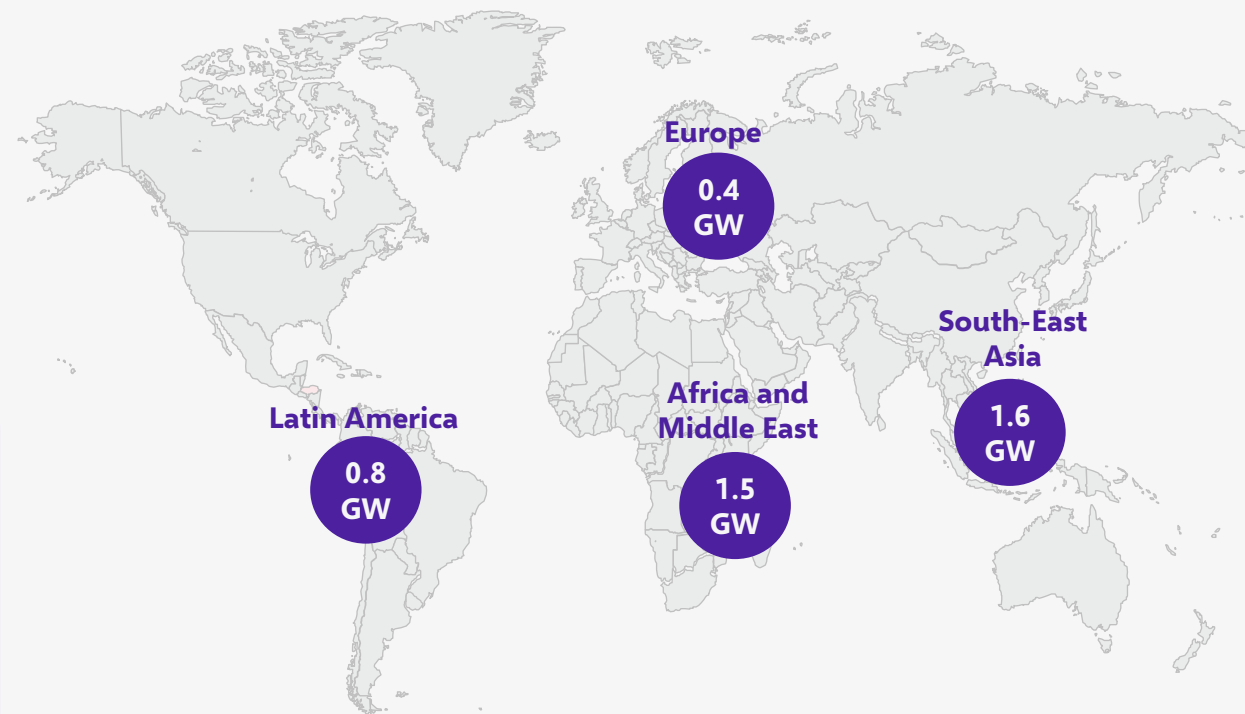 Europe
0.4
GW
South-East
Asia
1.6
GW
Africa and
Middle East
1.5
GW
Latin America
0.8
GW